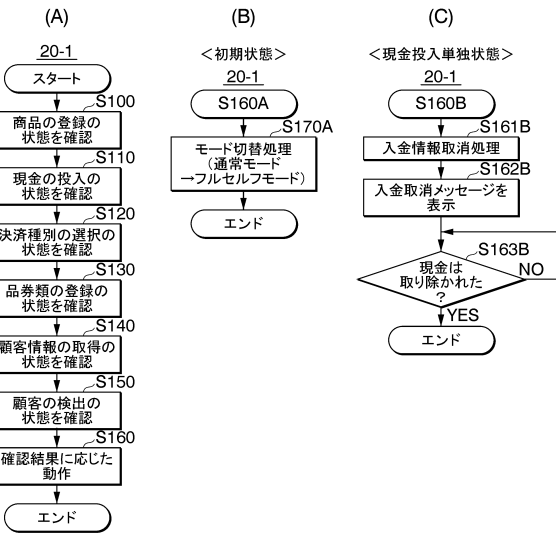 (A)
20-1
スタート
S100
商品の登録の
状態を確認
S110
現金の投入の
状態を確認
S120
決済種別の選択の
状態を確認
S130
品券類の登録の
状態を確認
S140
顧客情報の取得の
状態を確認
S150
顧客の検出の
状態を確認
S160
確認結果に応じた
動作
エンド
(B)
＜初期状態＞
20-1
S160A
S170A
モード切替処理
(通常モード
→フルセルフモード)
エンド
(C)
＜現金投入単独状態＞
20-1
S160B
S161B
入金情報取消処理
S162B
入金取消メッセージを
表示
S163B
現金は
取り除かれた
？
NO
YES
エンド